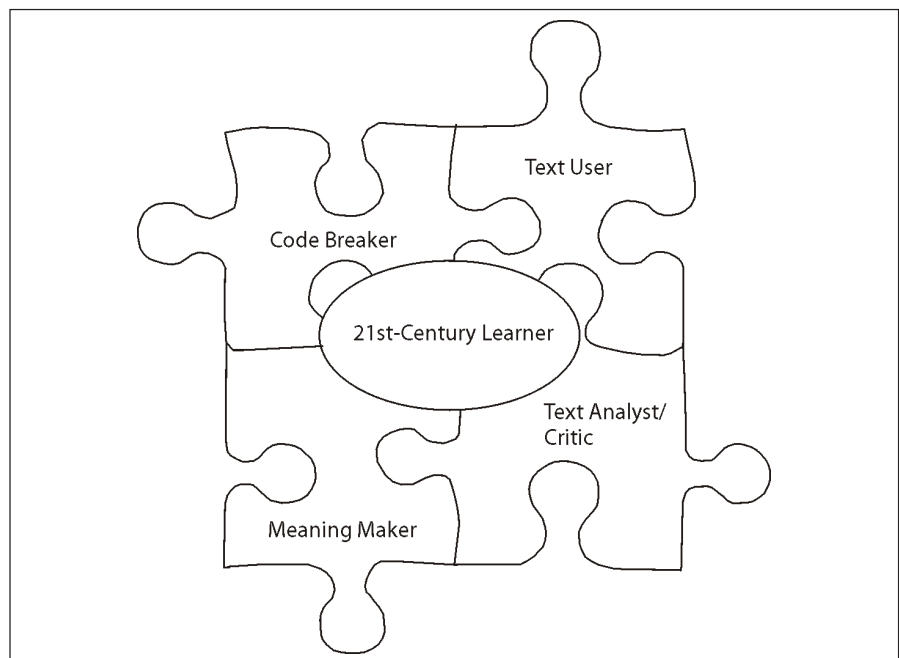 Text User
Code Breaker
21st-Century Learner
Text Analyst/
Critic
Meaning Maker